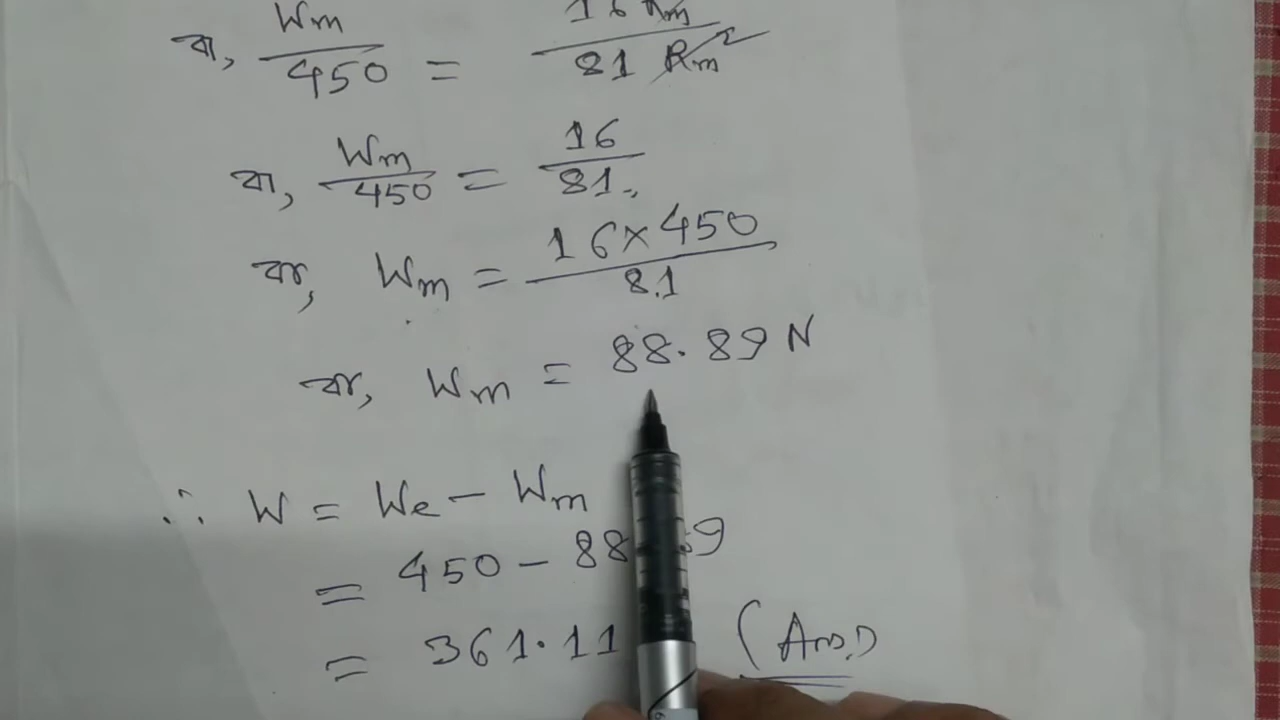 বা, Wm/450 = 16 Rm/81 Rm²
বা, Wm/450 = 16/81
বা, Wm = 16×450/81
বা, Wm = 88.89 N
∴ W = We − Wm
= 450 − 88
= 361.11 (Ans.)